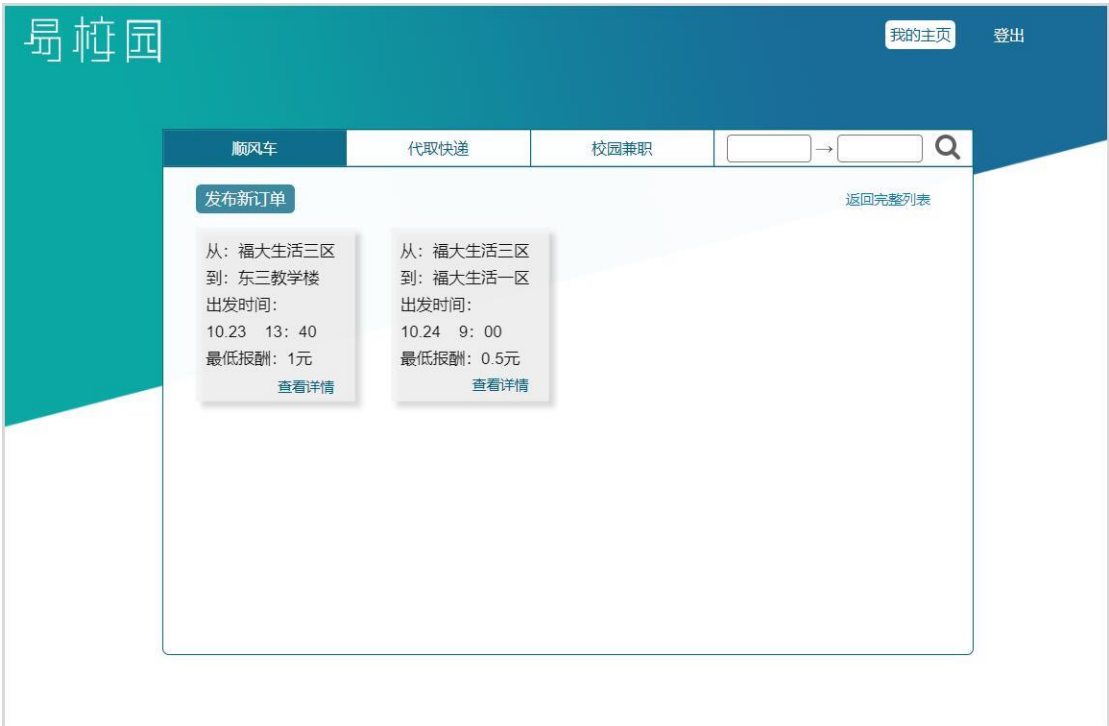 易校园
我的主页 登出
顺风车 代取快递 校园兼职 →
发布新订单 返回完整列表
从：福大生活三区
到：东三教学楼
出发时间：
10.23 13：40
最低报酬：1元
查看详情
从：福大生活三区
到：福大生活一区
出发时间：
10.24 9：00
最低报酬：0.5元
查看详情